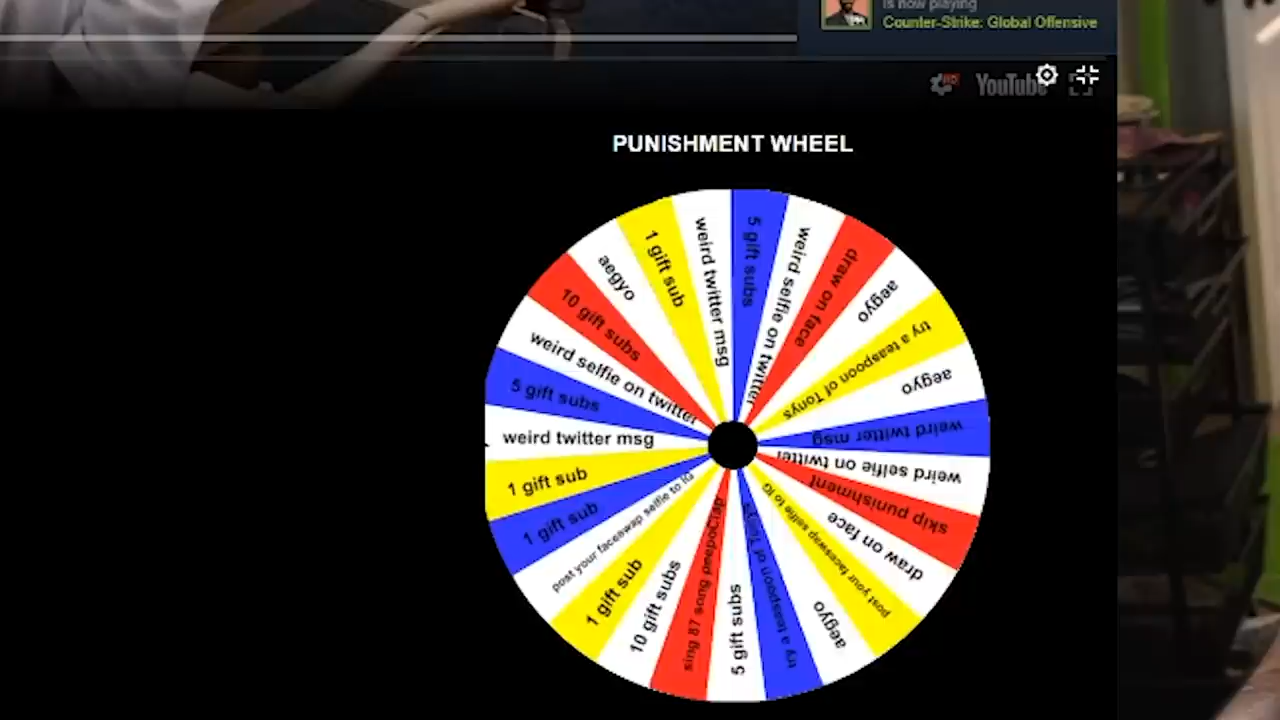 is now playing
Counter-Strike: Global Offensive
HD
YouTube
PUNISHMENT WHEEL
5 gift subs
weird selfie on twitter
draw on face
aegyo
try a teaspoon of Tonys
aegyo
weird twitter msg
weird selfie on twitter
skip punishment
draw on face
post your faceswap selfie to IG
aegyo
try a teaspoon of Tonys
5 gift subs
sing 87 song peepoClap
10 gift subs
1 gift sub
post your faceswap selfie to IG
1 gift sub
1 gift sub
weird twitter msg
5 gift subs
weird selfie on twitter
10 gift subs
aegyo
1 gift sub
weird twitter msg